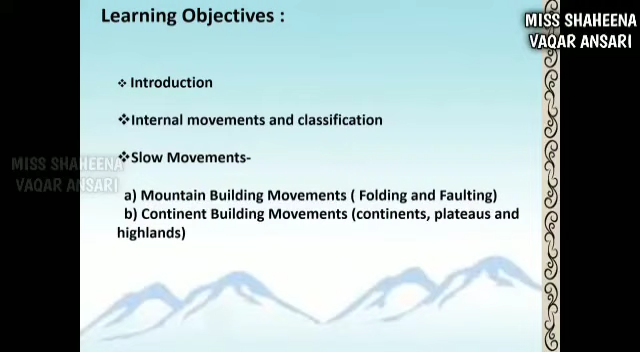 Learning Objectives :
MISS SHAHEENA
VAQAR ANSARI
❖ Introduction
❖Internal movements and classification
❖Slow Movements-
MISS SHAHEENA
VAQAR ANSARI
a) Mountain Building Movements ( Folding and Faulting)
b) Continent Building Movements (continents, plateaus and
highlands)